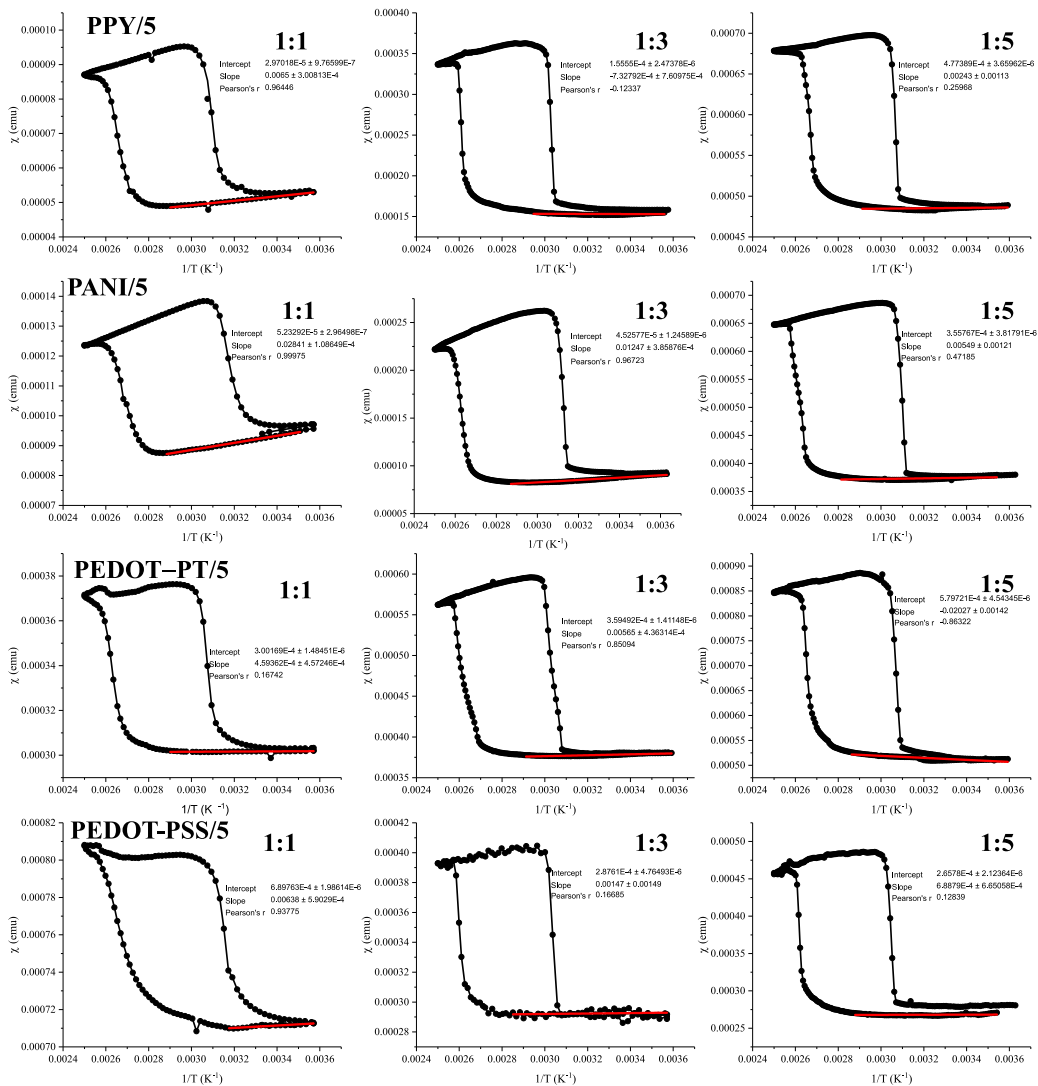 PPY/5
1:1
Intercept 2.97018E-5 ± 9.76599E-7
Slope 0.0065 ± 3.00813E-4
Pearson's r 0.96446
χ (emu)
0.00010
0.00009
0.00008
0.00007
0.00006
0.00005
0.00004
0.0024 0.0026 0.0028 0.0030 0.0032 0.0034 0.0036
1/T (K⁻¹)
1:3
Intercept 1.5555E-4 ± 2.47378E-6
Slope -7.32792E-4 ± 7.60975E-4
Pearson's r -0.12337
χ (emu)
0.00040
0.00035
0.00030
0.00025
0.00020
0.00015
0.00010
0.0024 0.0026 0.0028 0.0030 0.0032 0.0034 0.0036
1/T (K⁻¹)
1:5
Intercept 4.77389E-4 ± 3.65962E-6
Slope 0.00243 ± 0.00113
Pearson's r 0.25968
χ (emu)
0.00070
0.00065
0.00060
0.00055
0.00050
0.00045
0.0024 0.0026 0.0028 0.0030 0.0032 0.0034 0.0036
1/T (K⁻¹)
PANI/5
1:1
Intercept 5.23292E-5 ± 2.96498E-7
Slope 0.02841 ± 1.08649E-4
Pearson's r 0.99975
χ (emu)
0.00014
0.00013
0.00012
0.00011
0.00010
0.00009
0.00008
0.00007
0.0024 0.0026 0.0028 0.0030 0.0032 0.0034 0.0036
1/T (K⁻¹)
1:3
Intercept 4.52577E-5 ± 1.24589E-6
Slope 0.01247 ± 3.85876E-4
Pearson's r 0.96723
χ (emu)
0.00025
0.00020
0.00015
0.00010
0.00005
0.0024 0.0026 0.0028 0.0030 0.0032 0.0034 0.0036
1/T (K⁻¹)
1:5
Intercept 3.55767E-4 ± 3.81791E-6
Slope 0.00549 ± 0.00121
Pearson's r 0.47185
χ (emu)
0.00070
0.00065
0.00060
0.00055
0.00050
0.00045
0.00040
0.00035
0.0024 0.0026 0.0028 0.0030 0.0032 0.0034 0.0036
1/T (K⁻¹)
PEDOT–PT/5
1:1
Intercept 3.00169E-4 ± 1.48451E-6
Slope 4.59362E-4 ± 4.57246E-4
Pearson's r 0.16742
χ (emu)
0.00038
0.00036
0.00034
0.00032
0.00030
0.0024 0.0026 0.0028 0.0030 0.0032 0.0034 0.0036
1/T (K⁻¹)
1:3
Intercept 3.59492E-4 ± 1.41148E-6
Slope 0.00565 ± 4.36314E-4
Pearson's r 0.85094
χ (emu)
0.00060
0.00055
0.00050
0.00045
0.00040
0.00035
0.0024 0.0026 0.0028 0.0030 0.0032 0.0034 0.0036
1/T (K⁻¹)
1:5
Intercept 5.79721E-4 ± 4.54345E-6
Slope -0.02027 ± 0.00142
Pearson's r -0.86322
χ (emu)
0.00090
0.00085
0.00080
0.00075
0.00070
0.00065
0.00060
0.00055
0.00050
0.0024 0.0026 0.0028 0.0030 0.0032 0.0034 0.0036
1/T (K⁻¹)
PEDOT-PSS/5
1:1
Intercept 6.89763E-4 ± 1.98614E-6
Slope 0.00638 ± 5.9029E-4
Pearson's r 0.93775
χ (emu)
0.00082
0.00080
0.00078
0.00076
0.00074
0.00072
0.00070
0.0024 0.0026 0.0028 0.0030 0.0032 0.0034 0.0036
1/T (K⁻¹)
1:3
Intercept 2.8761E-4 ± 4.76493E-6
Slope 0.00147 ± 0.00149
Pearson's r 0.16685
χ (emu)
0.00042
0.00040
0.00038
0.00036
0.00034
0.00032
0.00030
0.00028
0.0024 0.0026 0.0028 0.0030 0.0032 0.0034 0.0036
1/T (K⁻¹)
1:5
Intercept 2.6578E-4 ± 2.12364E-6
Slope 6.8879E-4 ± 6.65058E-4
Pearson's r 0.12839
χ (emu)
0.00050
0.00045
0.00040
0.00035
0.00030
0.00025
0.0024 0.0026 0.0028 0.0030 0.0032 0.0034 0.0036
1/T (K⁻¹)